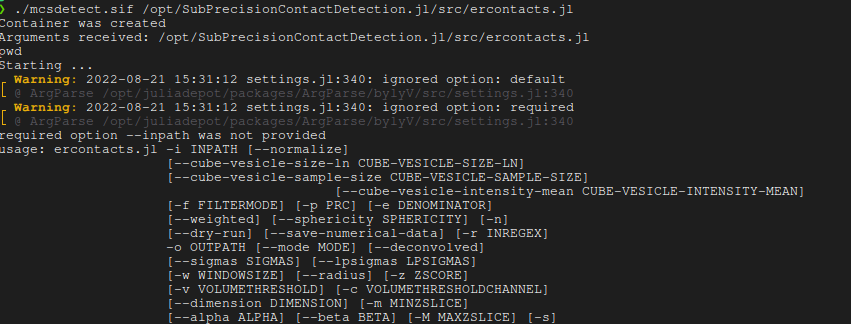 ❯ ./mcsdetect.sif /opt/SubPrecisionContactDetection.jl/src/ercontacts.jl
Container was created
Arguments received: /opt/SubPrecisionContactDetection.jl/src/ercontacts.jl
pwd
Starting ...
┌ Warning: 2022-08-21 15:31:12 settings.jl:340: ignored option: default
└ @ ArgParse /opt/juliadepot/packages/ArgParse/bylyV/src/settings.jl:340
┌ Warning: 2022-08-21 15:31:12 settings.jl:340: ignored option: required
└ @ ArgParse /opt/juliadepot/packages/ArgParse/bylyV/src/settings.jl:340
required option --inpath was not provided
usage: ercontacts.jl -i INPATH [--normalize]
[--cube-vesicle-size-ln CUBE-VESICLE-SIZE-LN]
[--cube-vesicle-sample-size CUBE-VESICLE-SAMPLE-SIZE]
[--cube-vesicle-intensity-mean CUBE-VESICLE-INTENSITY-MEAN]
[-f FILTERMODE] [-p PRC] [-e DENOMINATOR]
[--weighted] [--sphericity SPHERICITY] [-n]
[--dry-run] [--save-numerical-data] [-r INREGEX]
-o OUTPATH [--mode MODE] [--deconvolved]
[--sigmas SIGMAS] [--lpsigmas LPSIGMAS]
[-w WINDOWSIZE] [--radius] [-z ZSCORE]
[-v VOLUMETHRESHOLD] [-c VOLUMETHRESHOLDCHANNEL]
[--dimension DIMENSION] [-m MINZSLICE]
[--alpha ALPHA] [--beta BETA] [-M MAXZSLICE] [-s]